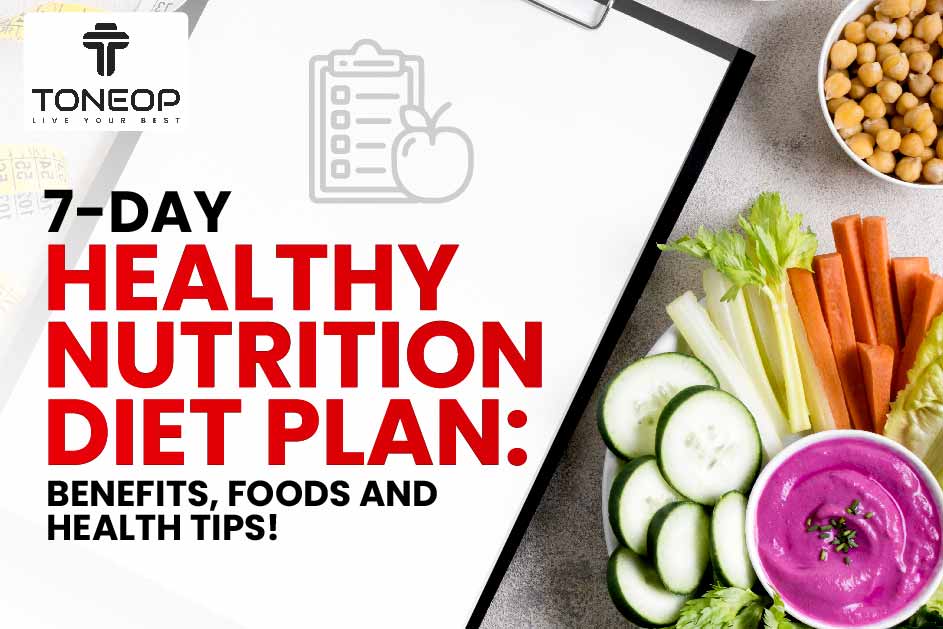 TONEOP
LIVE YOUR BEST
7-DAY
HEALTHY
NUTRITION
DIET PLAN:
BENEFITS, FOODS AND
HEALTH TIPS!